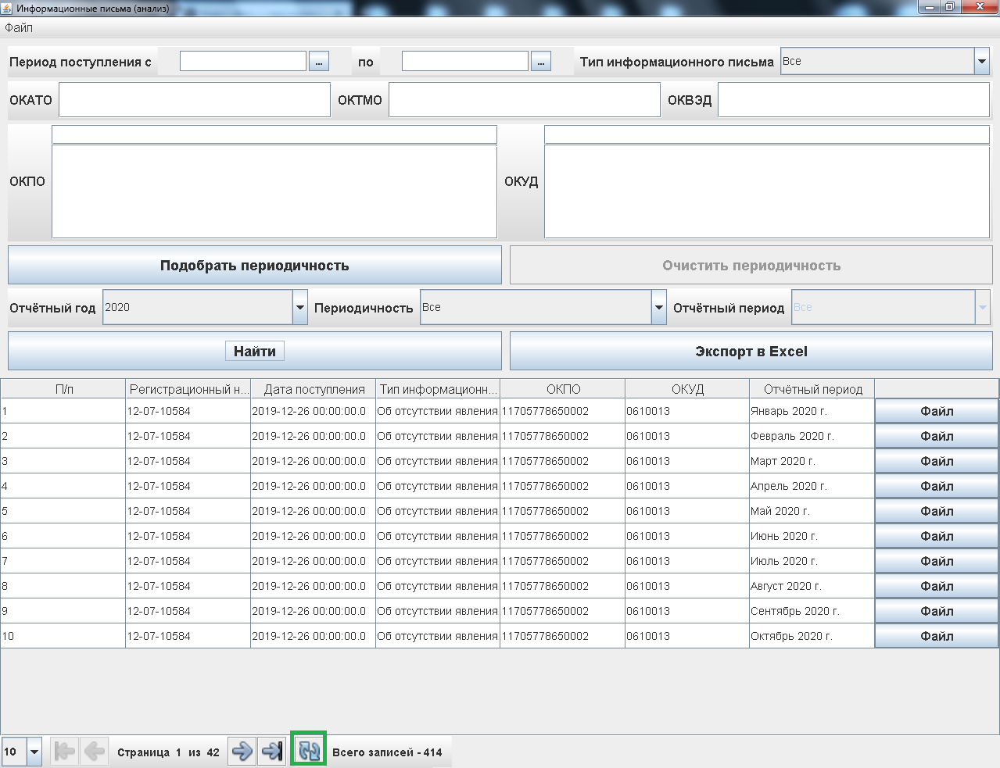 Информационные письма (анализ)
Файл
Период поступления с ... по ... Тип информационного письма Все
ОКАТО ОКТМО ОКВЭД
ОКПО ОКУД
Подобрать периодичность Очистить периодичность
Отчётный год 2020 Периодичность Все Отчётный период Все
Найти Экспорт в Excel
П/п Регистрационный н... Дата поступления Тип информационн... ОКПО ОКУД Отчётный период
1 12-07-10584 2019-12-26 00:00:00.0 Об отсутствии явления 11705778650002 0610013 Январь 2020 г. Файл
2 12-07-10584 2019-12-26 00:00:00.0 Об отсутствии явления 11705778650002 0610013 Февраль 2020 г. Файл
3 12-07-10584 2019-12-26 00:00:00.0 Об отсутствии явления 11705778650002 0610013 Март 2020 г. Файл
4 12-07-10584 2019-12-26 00:00:00.0 Об отсутствии явления 11705778650002 0610013 Апрель 2020 г. Файл
5 12-07-10584 2019-12-26 00:00:00.0 Об отсутствии явления 11705778650002 0610013 Май 2020 г. Файл
6 12-07-10584 2019-12-26 00:00:00.0 Об отсутствии явления 11705778650002 0610013 Июнь 2020 г. Файл
7 12-07-10584 2019-12-26 00:00:00.0 Об отсутствии явления 11705778650002 0610013 Июль 2020 г. Файл
8 12-07-10584 2019-12-26 00:00:00.0 Об отсутствии явления 11705778650002 0610013 Август 2020 г. Файл
9 12-07-10584 2019-12-26 00:00:00.0 Об отсутствии явления 11705778650002 0610013 Сентябрь 2020 г. Файл
10 12-07-10584 2019-12-26 00:00:00.0 Об отсутствии явления 11705778650002 0610013 Октябрь 2020 г. Файл
10 Страница 1 из 42 Всего записей - 414